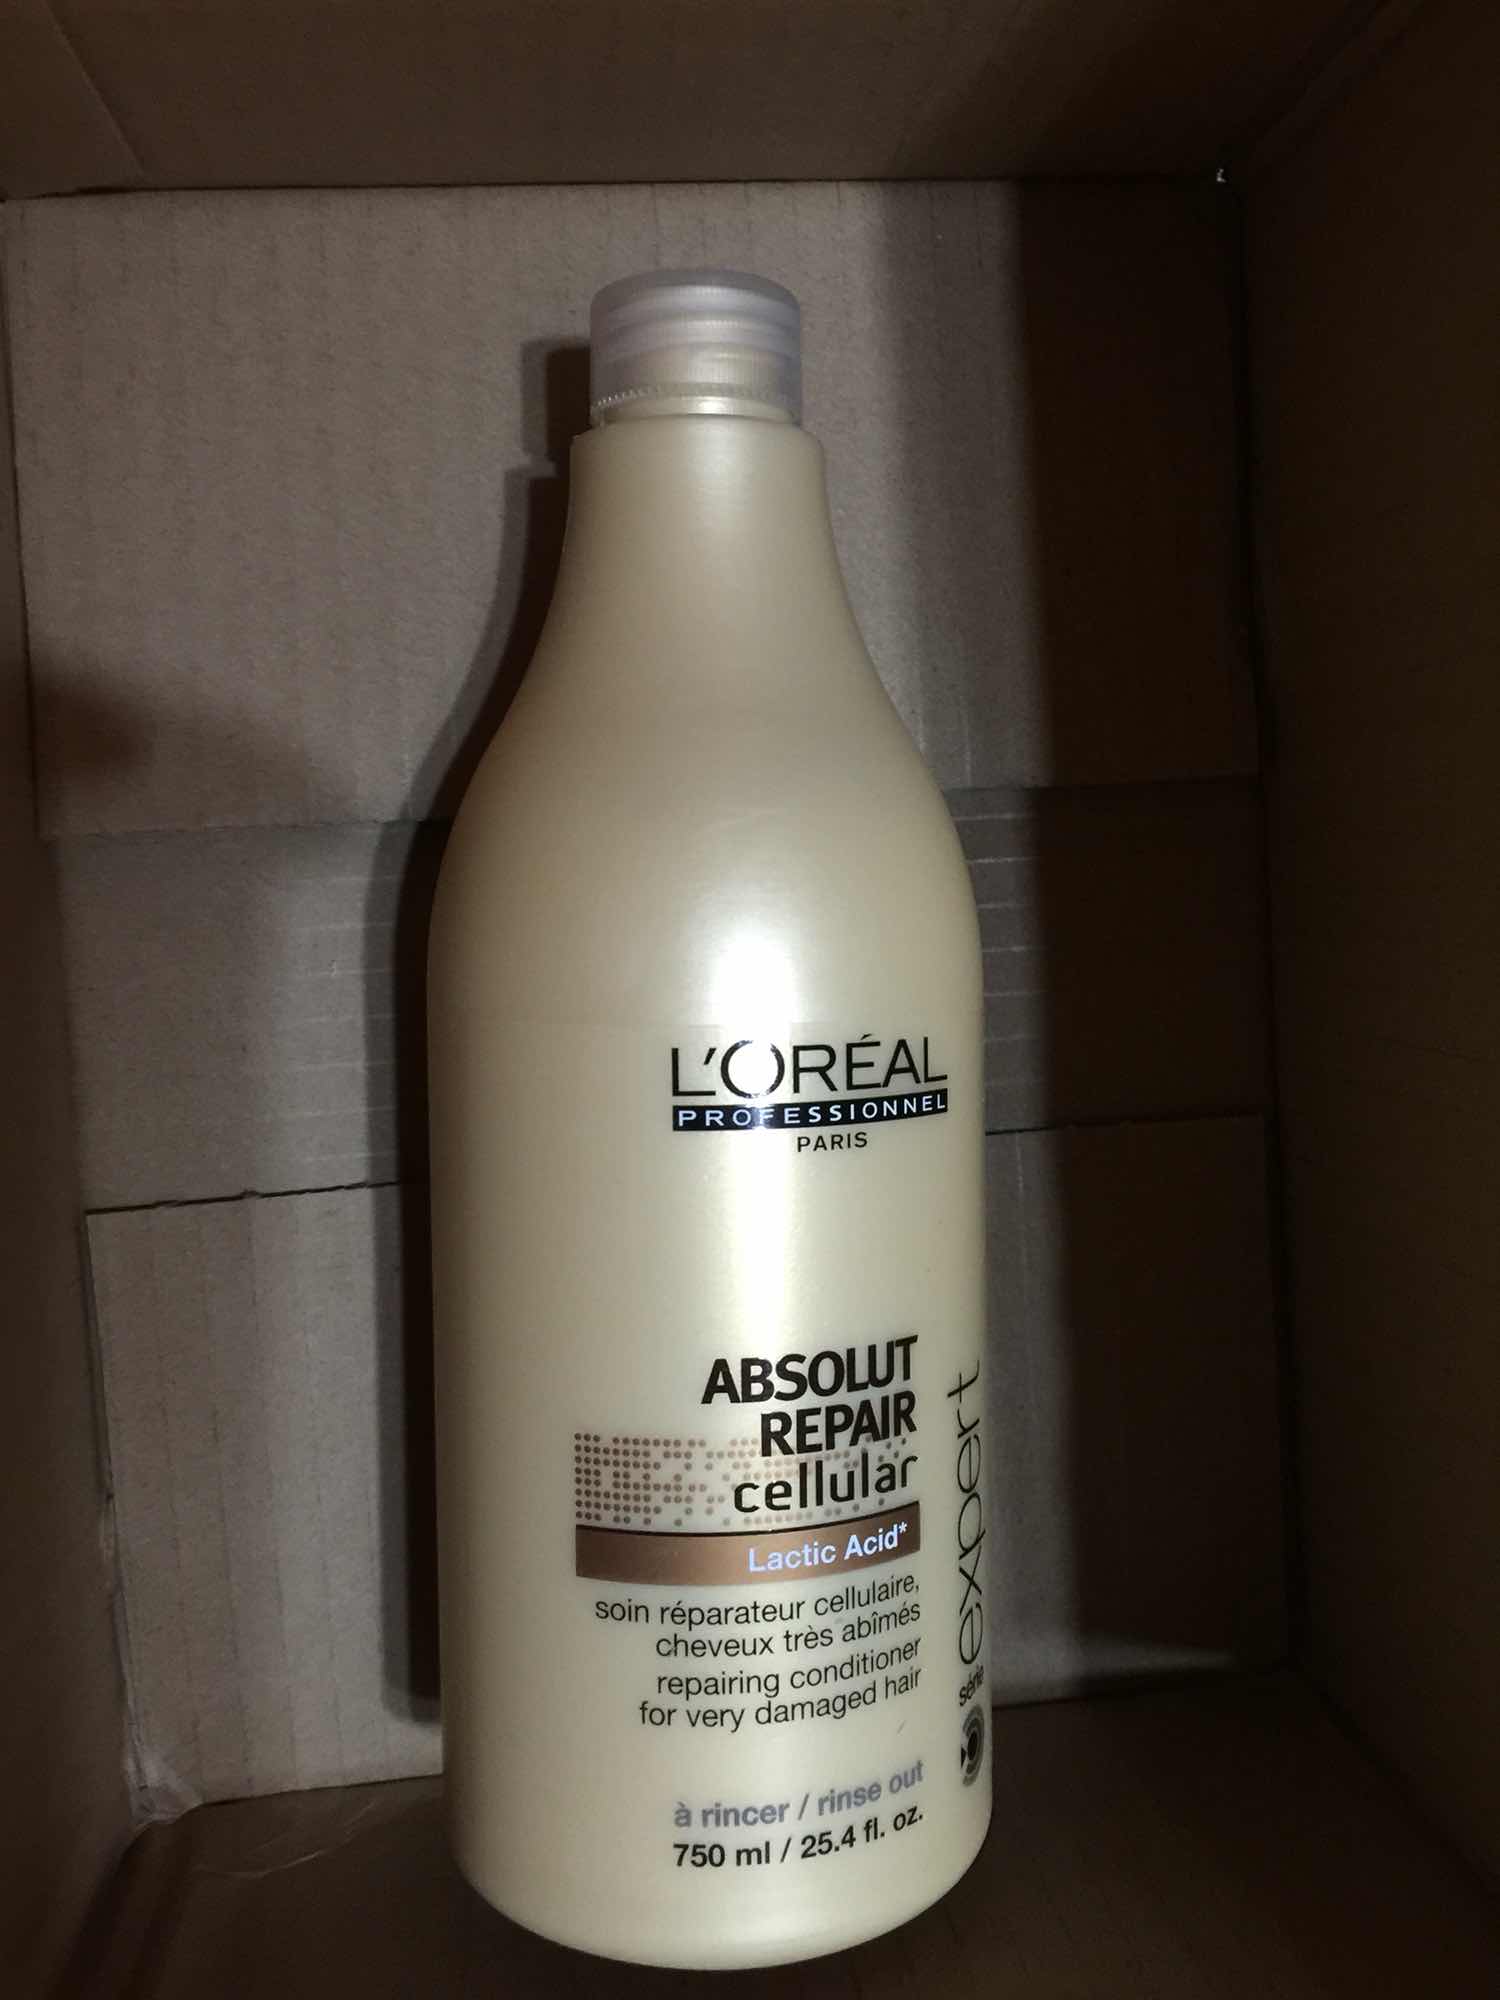 L'ORÉAL
PROFESSIONNEL
PARIS
ABSOLUT
REPAIR
cellular
Lactic Acid*
soin réparateur cellulaire,
cheveux très abîmés
repairing conditioner
for very damaged hair
à rincer / rinse out
750 ml / 25.4 fl. oz.
série expert